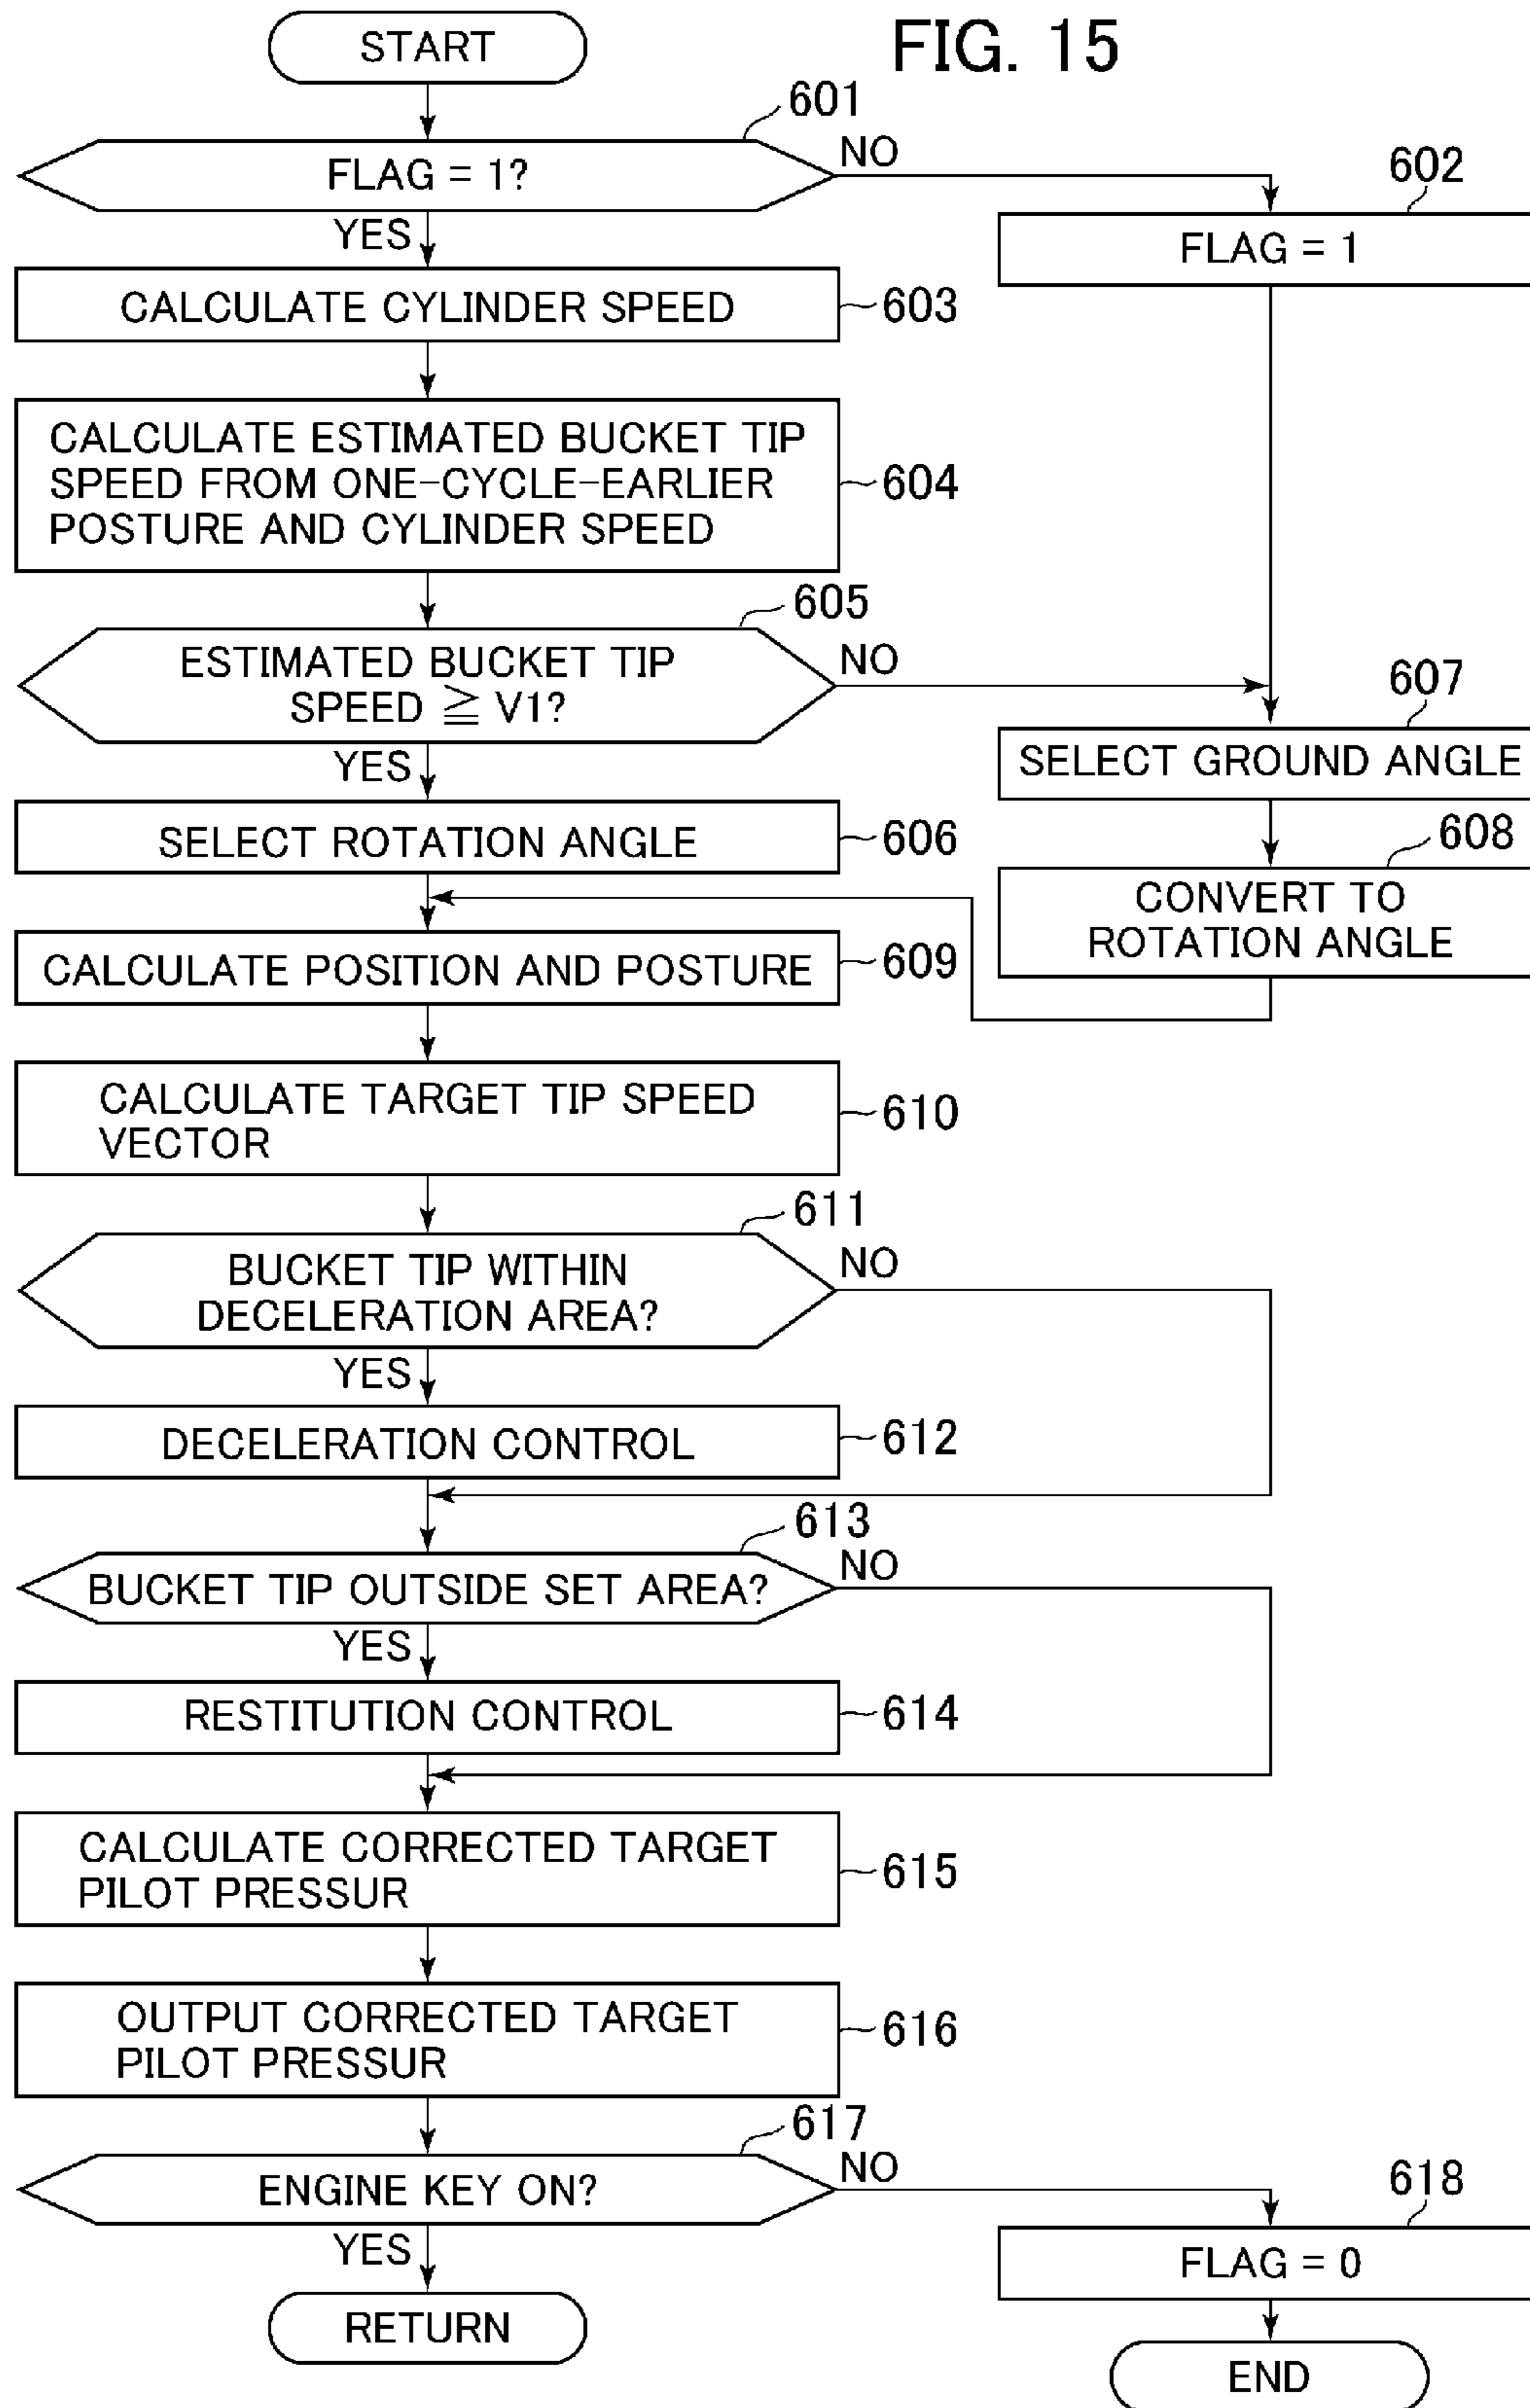 FIG. 15
START
601
FLAG = 1?
NO
YES
602
FLAG = 1
CALCULATE CYLINDER SPEED
603
CALCULATE ESTIMATED BUCKET TIP
SPEED FROM ONE-CYCLE-EARLIER
POSTURE AND CYLINDER SPEED
604
605
ESTIMATED BUCKET TIP
SPEED ≧ V1?
NO
YES
607
SELECT GROUND ANGLE
SELECT ROTATION ANGLE
606
608
CONVERT TO
ROTATION ANGLE
CALCULATE POSITION AND POSTURE
609
CALCULATE TARGET TIP SPEED
VECTOR
610
611
BUCKET TIP WITHIN
DECELERATION AREA?
NO
YES
DECELERATION CONTROL
612
613
BUCKET TIP OUTSIDE SET AREA?
NO
YES
RESTITUTION CONTROL
614
CALCULATE CORRECTED TARGET
PILOT PRESSUR
615
OUTPUT CORRECTED TARGET
PILOT PRESSUR
616
617
ENGINE KEY ON?
NO
YES
618
FLAG = 0
RETURN
END